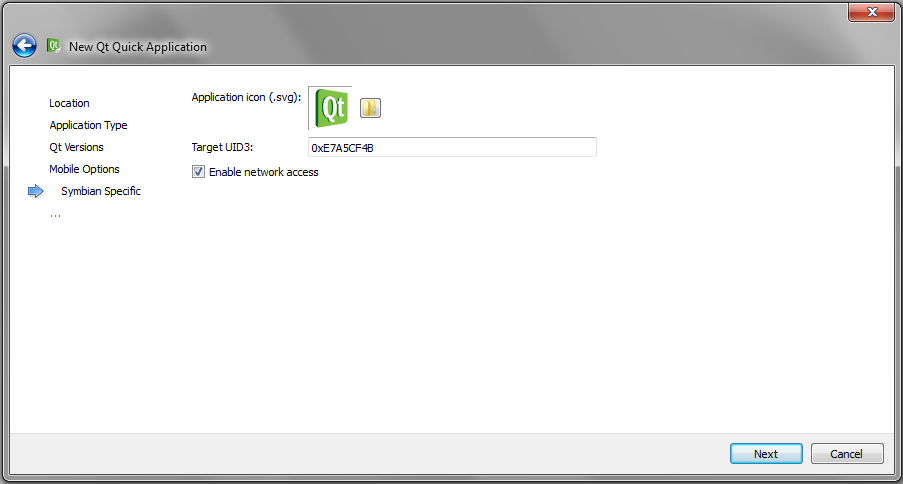 Qt New Qt Quick Application
Location
Application Type
Qt Versions
Mobile Options
Symbian Specific
...
Application icon (.svg): Qt
Target UID3: 0xE7A5CF4B
Enable network access
Next Cancel